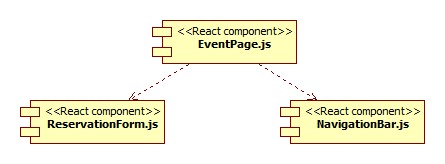 <<React component>>
EventPage.js
<<React component>>
ReservationForm.js
<<React component>>
NavigationBar.js